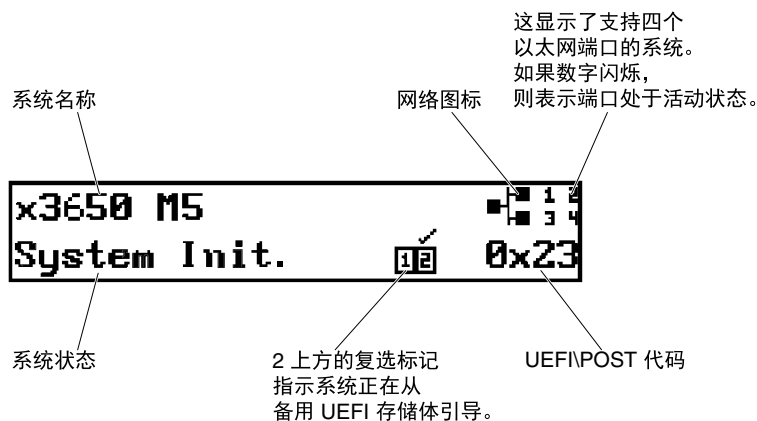 这显示了支持四个
以太网端口的系统。
如果数字闪烁，
则表示端口处于活动状态。
系统名称
网络图标
x3650 M5
1 2
3 4
System Init.
1 2
0x23
系统状态
2 上方的复选标记
指示系统正在从
备用 UEFI 存储体引导。
UEFI\POST 代码